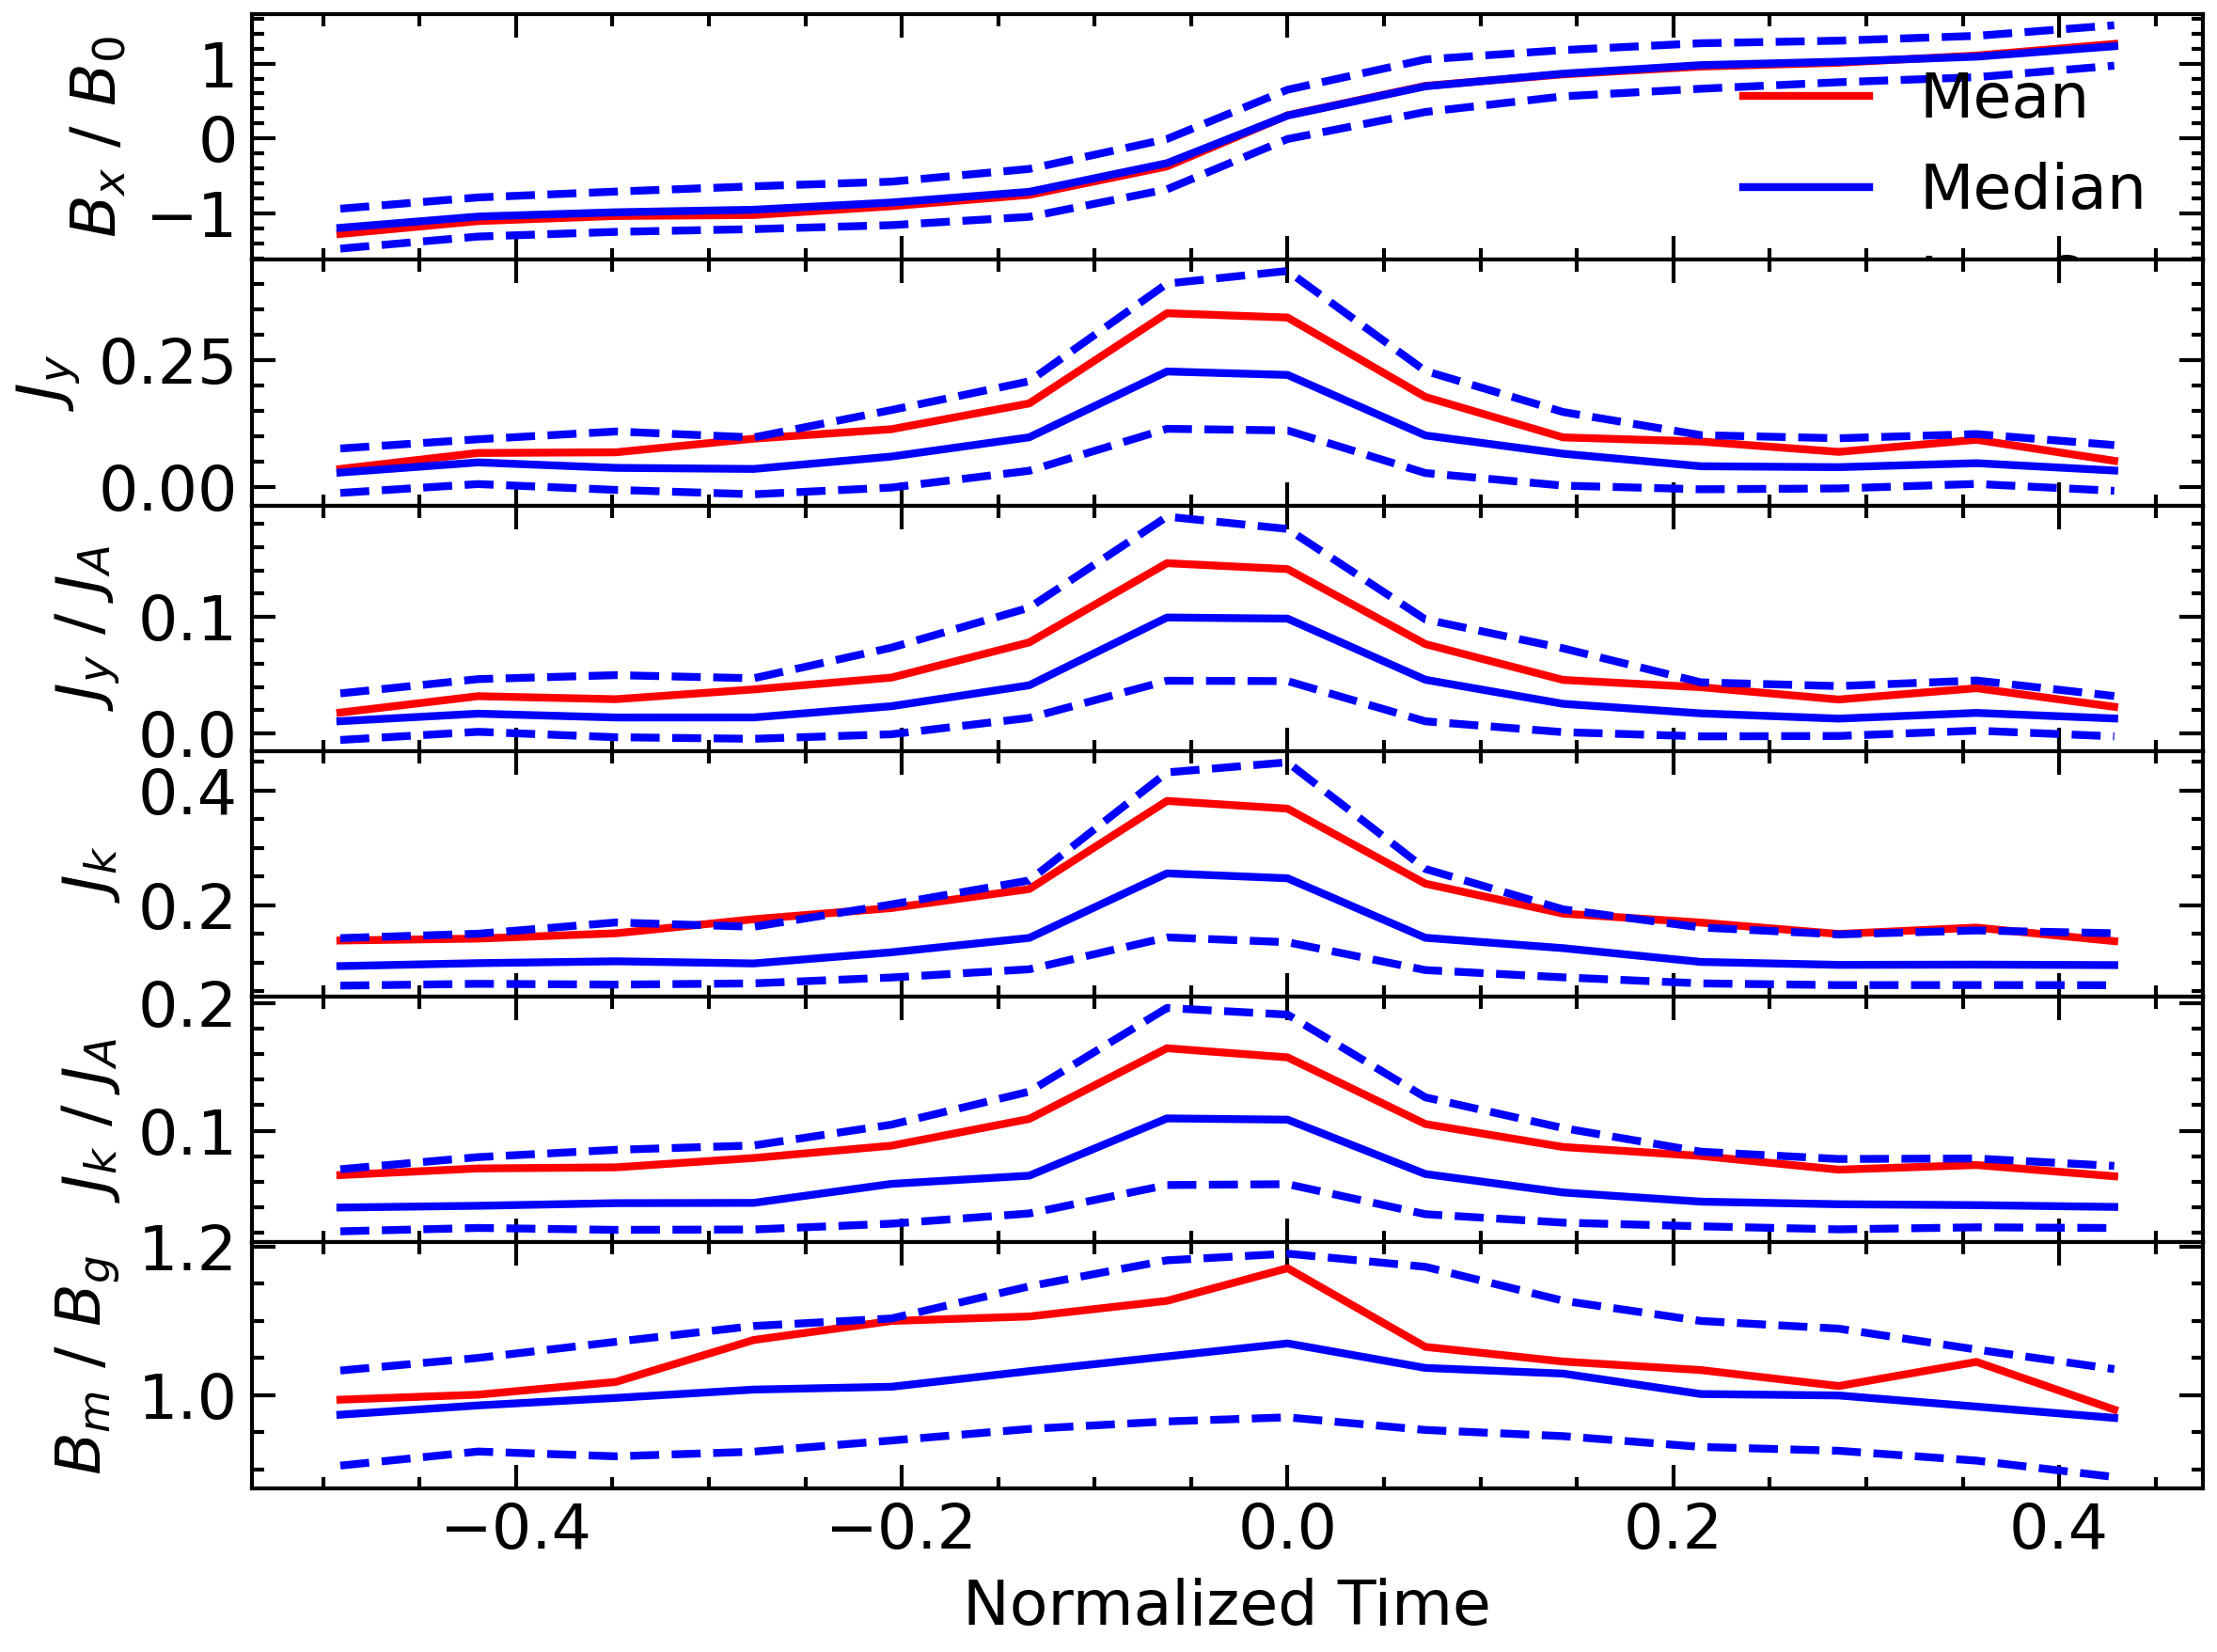 B_x / B_0
1
0
−1
Mean
Median
J_y
0.25
0.00
J_y / J_A
0.1
0.0
J_k
0.4
0.2
J_k / J_A
0.2
0.1
B_m / B_g
1.2
1.0
−0.4 −0.2 0.0 0.2 0.4
Normalized Time